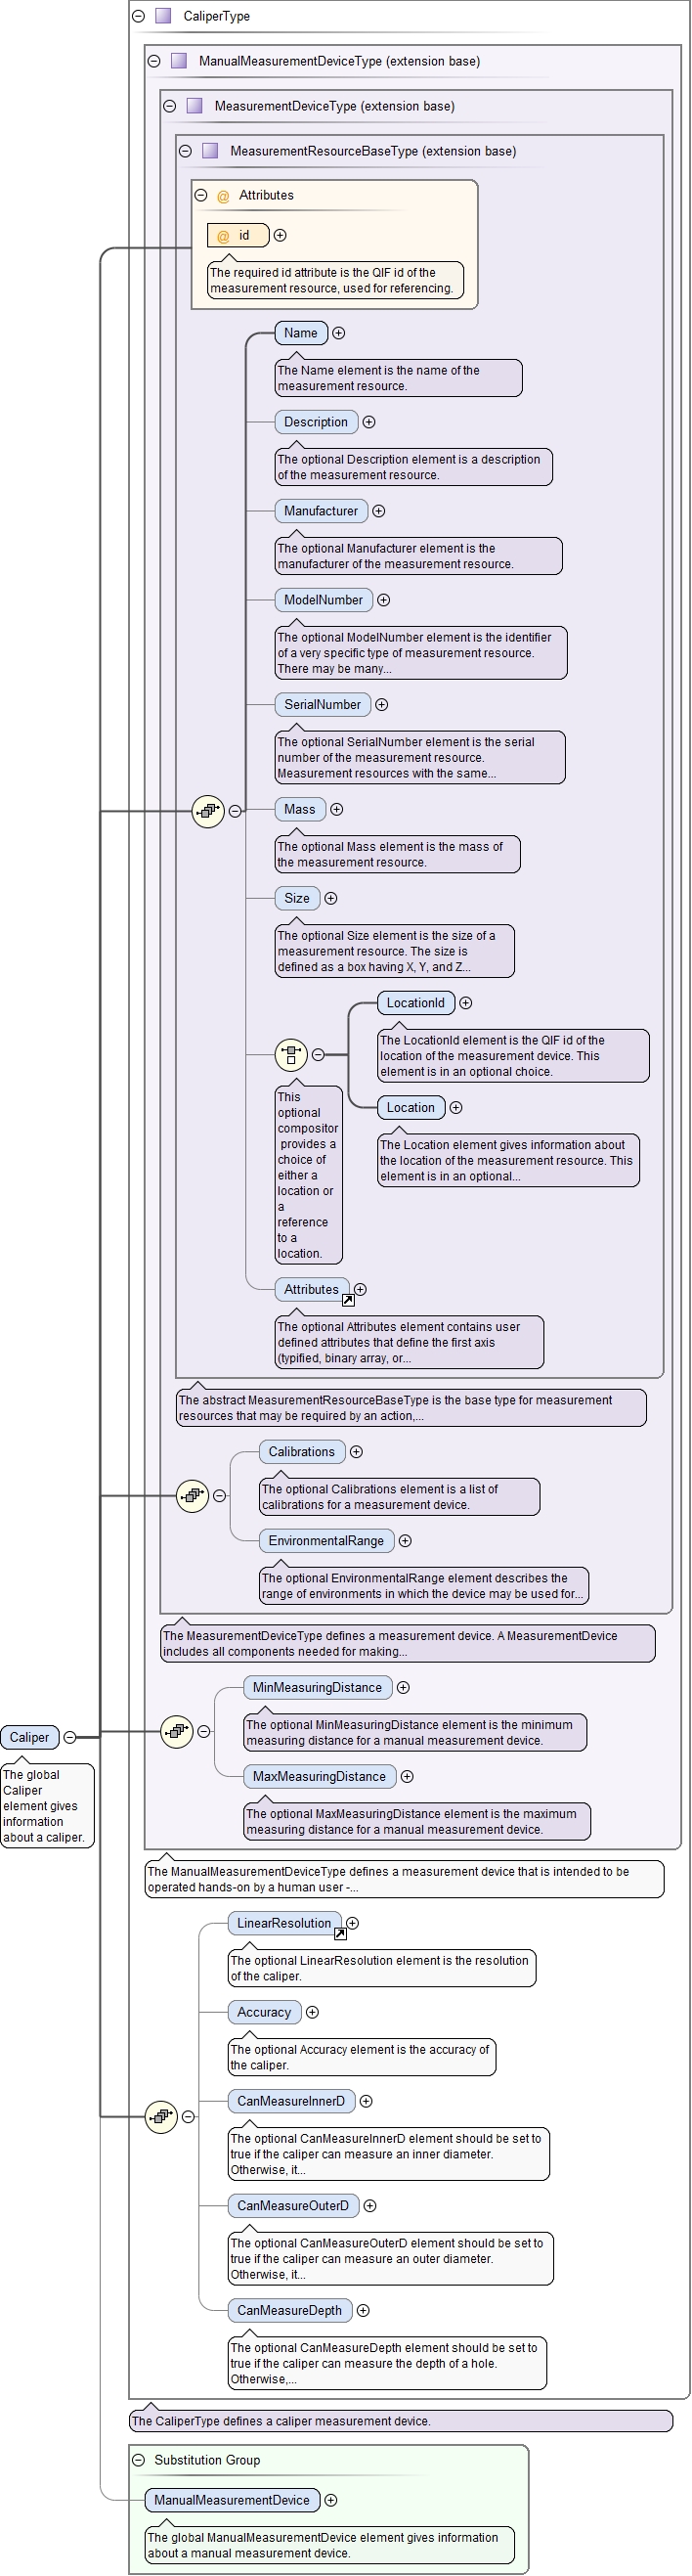 CaliperType
ManualMeasurementDeviceType (extension base)
MeasurementDeviceType (extension base)
MeasurementResourceBaseType (extension base)
@ Attributes
@ id
The required id attribute is the QIF id of the
measurement resource, used for referencing.
Name
The Name element is the name of the
measurement resource.
Description
The optional Description element is a description
of the measurement resource.
Manufacturer
The optional Manufacturer element is the
manufacturer of the measurement resource.
ModelNumber
The optional ModelNumber element is the identifier
of a very specific type of measurement resource.
There may be many...
SerialNumber
The optional SerialNumber element is the serial
number of the measurement resource.
Measurement resources with the same...
Mass
The optional Mass element is the mass of
the measurement resource.
Size
The optional Size element is the size of a
measurement resource. The size is
defined as a box having X, Y, and Z...
LocationId
The LocationId element is the QIF id of the
location of the measurement device. This
element is in an optional choice.
Location
The Location element gives information about
the location of the measurement resource. This
element is in an optional...
This
optional
compositor
provides a
choice of
either a
location or
a
reference
to a
location.
Attributes
The optional Attributes element contains user
defined attributes that define the first axis
(typified, binary array, or...
The abstract MeasurementResourceBaseType is the base type for measurement
resources that may be required by an action,...
Calibrations
The optional Calibrations element is a list of
calibrations for a measurement device.
EnvironmentalRange
The optional EnvironmentalRange element describes the
range of environments in which the device may be used for...
The MeasurementDeviceType defines a measurement device. A MeasurementDevice
includes all components needed for making...
MinMeasuringDistance
The optional MinMeasuringDistance element is the minimum
measuring distance for a manual measurement device.
MaxMeasuringDistance
The optional MaxMeasuringDistance element is the maximum
measuring distance for a manual measurement device.
Caliper
The global
Caliper
element gives
information
about a caliper.
The ManualMeasurementDeviceType defines a measurement device that is intended to be
operated hands-on by a human user -...
LinearResolution
The optional LinearResolution element is the resolution
of the caliper.
Accuracy
The optional Accuracy element is the accuracy of
the caliper.
CanMeasureInnerD
The optional CanMeasureInnerD element should be set to
true if the caliper can measure an inner diameter.
Otherwise, it...
CanMeasureOuterD
The optional CanMeasureOuterD element should be set to
true if the caliper can measure an outer diameter.
Otherwise, it...
CanMeasureDepth
The optional CanMeasureDepth element should be set to
true if the caliper can measure the depth of a hole.
Otherwise,...
The CaliperType defines a caliper measurement device.
Substitution Group
ManualMeasurementDevice
The global ManualMeasurementDevice element gives information
about a manual measurement device.